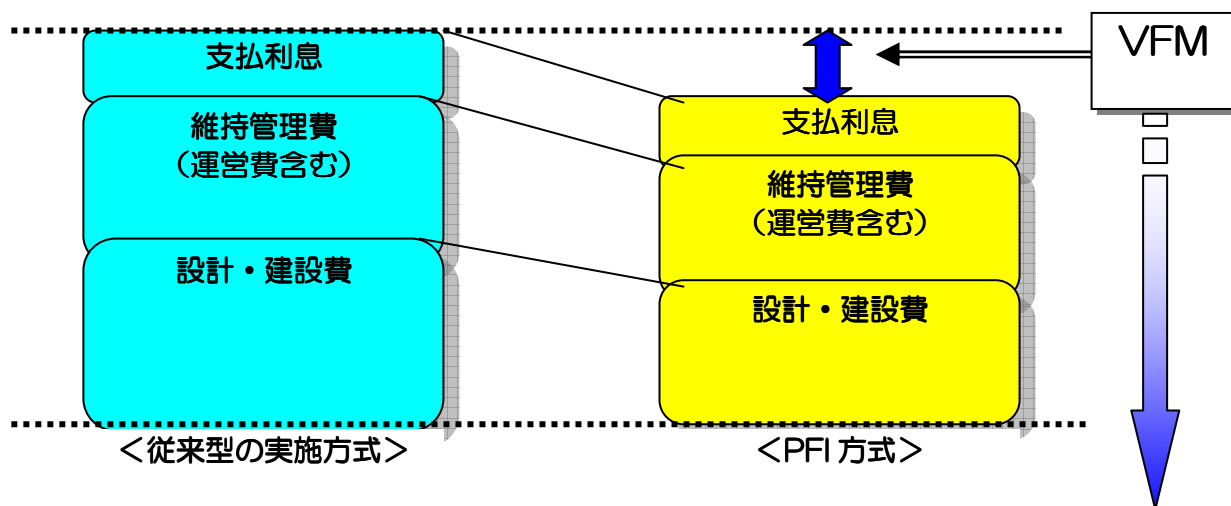 支払利息
維持管理費
（運営費含む）
設計・建設費
＜従来型の実施方式＞
支払利息
維持管理費
（運営費含む）
設計・建設費
＜PFI 方式＞
VFM